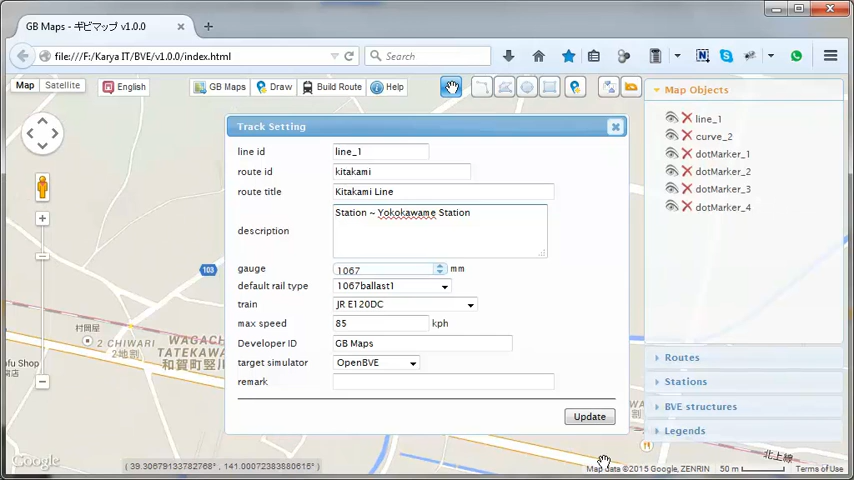 GB Maps - ギビマップ v1.0.0
file:///F:/Karya IT/BVE/v1.0.0/index.html
Search
Map
Satellite
English
GB Maps
Draw
Build Route
Help
Map Objects
line_1
curve_2
dotMarker_1
dotMarker_2
dotMarker_3
dotMarker_4
Track Setting
line id
line_1
route id
kitakami
route title
Kitakami Line
description
Station ~ Yokokawame Station
gauge
1067
mm
default rail type
1067ballast1
train
JR E120DC
max speed
85
kph
Developer ID
GB Maps
target simulator
OpenBVE
remark
Update
Routes
Stations
BVE structures
Legends
103
村岡屋
2 CHIWARI
2地割
WAGACH
TATEKAWA
和賀町竪川
fu Shop
北上線
Google
( 39.30679133782768° , 141.00072383880615° )
Map data ©2015 Google, ZENRIN
50 m
Terms of Use